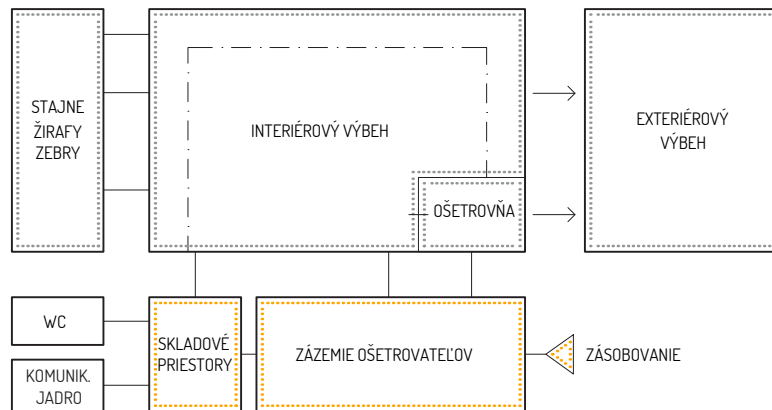 STAJNE
ŽIRAFY
ZEBRY
INTERIÉROVÝ VÝBEH
EXTERIÉROVÝ
VÝBEH
OŠETROVŇA
WC
SKLADOVÉ
PRIESTORY
ZÁZEMIE OŠETROVATEĽOV
ZÁSOBOVANIE
KOMUNIK.
JADRO